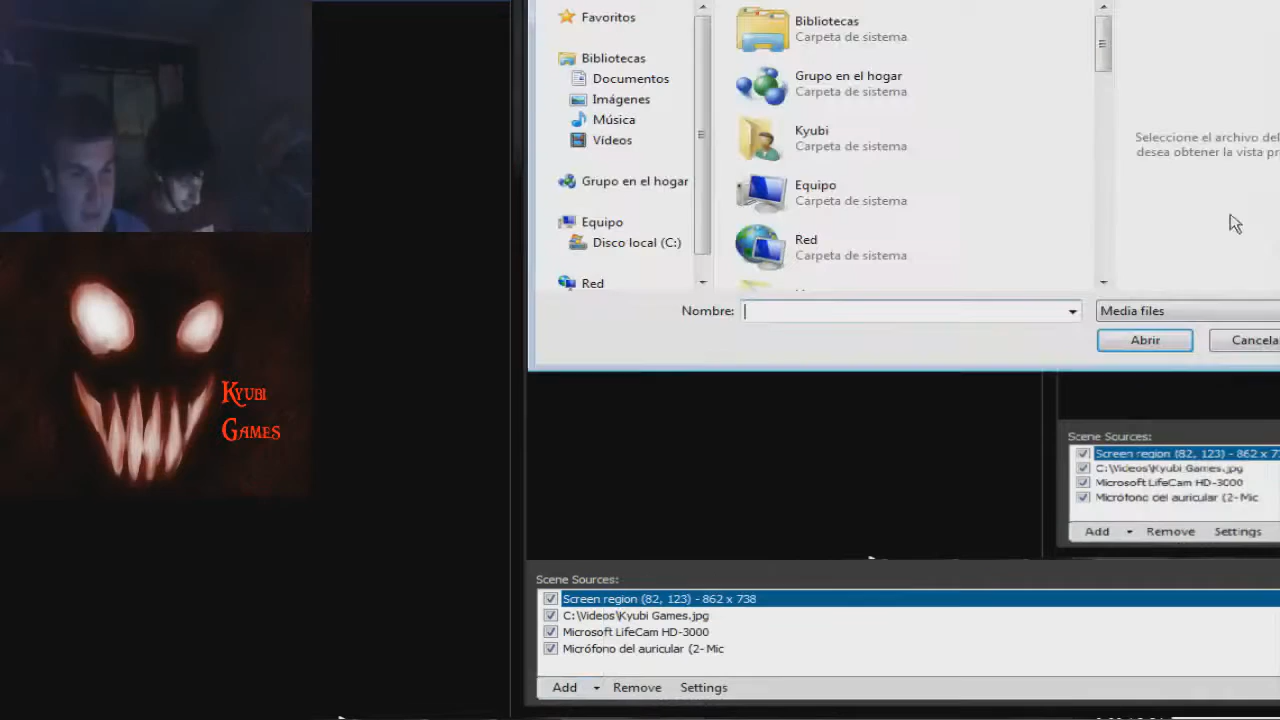 Favoritos
Bibliotecas
Documentos
Imágenes
Música
Vídeos
Grupo en el hogar
Equipo
Disco local (C:)
Red
Bibliotecas
Carpeta de sistema
Grupo en el hogar
Carpeta de sistema
Kyubi
Carpeta de sistema
Equipo
Carpeta de sistema
Red
Carpeta de sistema
Seleccione el archivo del
desea obtener la vista pr
Nombre:
Media files
Abrir
Cancela
Kyubi
Games
Scene Sources:
Screen region (82, 123) - 862 x 7
C:\Videos\Kyubi Games.jpg
Microsoft LifeCam HD-3000
Micrófono del auricular (2- Mic
Add
Remove
Settings
Scene Sources:
Screen region (82, 123) - 862 x 738
C:\Videos\Kyubi Games.jpg
Microsoft LifeCam HD-3000
Micrófono del auricular (2- Mic
Add
Remove
Settings